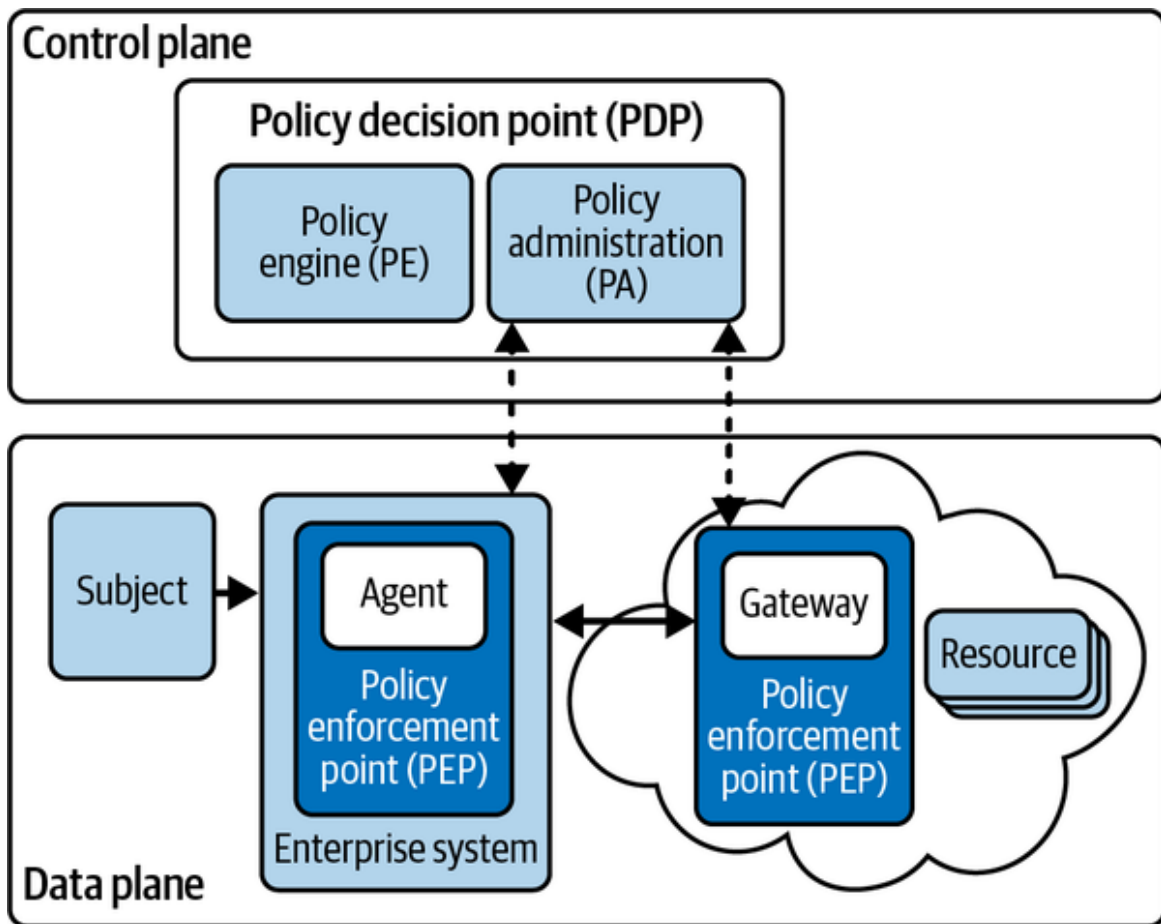 Control plane
Policy decision point (PDP)
Policy
engine (PE)
Policy
administration
(PA)
Subject
Agent
Policy
enforcement
point (PEP)
Enterprise system
Gateway
Policy
enforcement
point (PEP)
Resource
Data plane